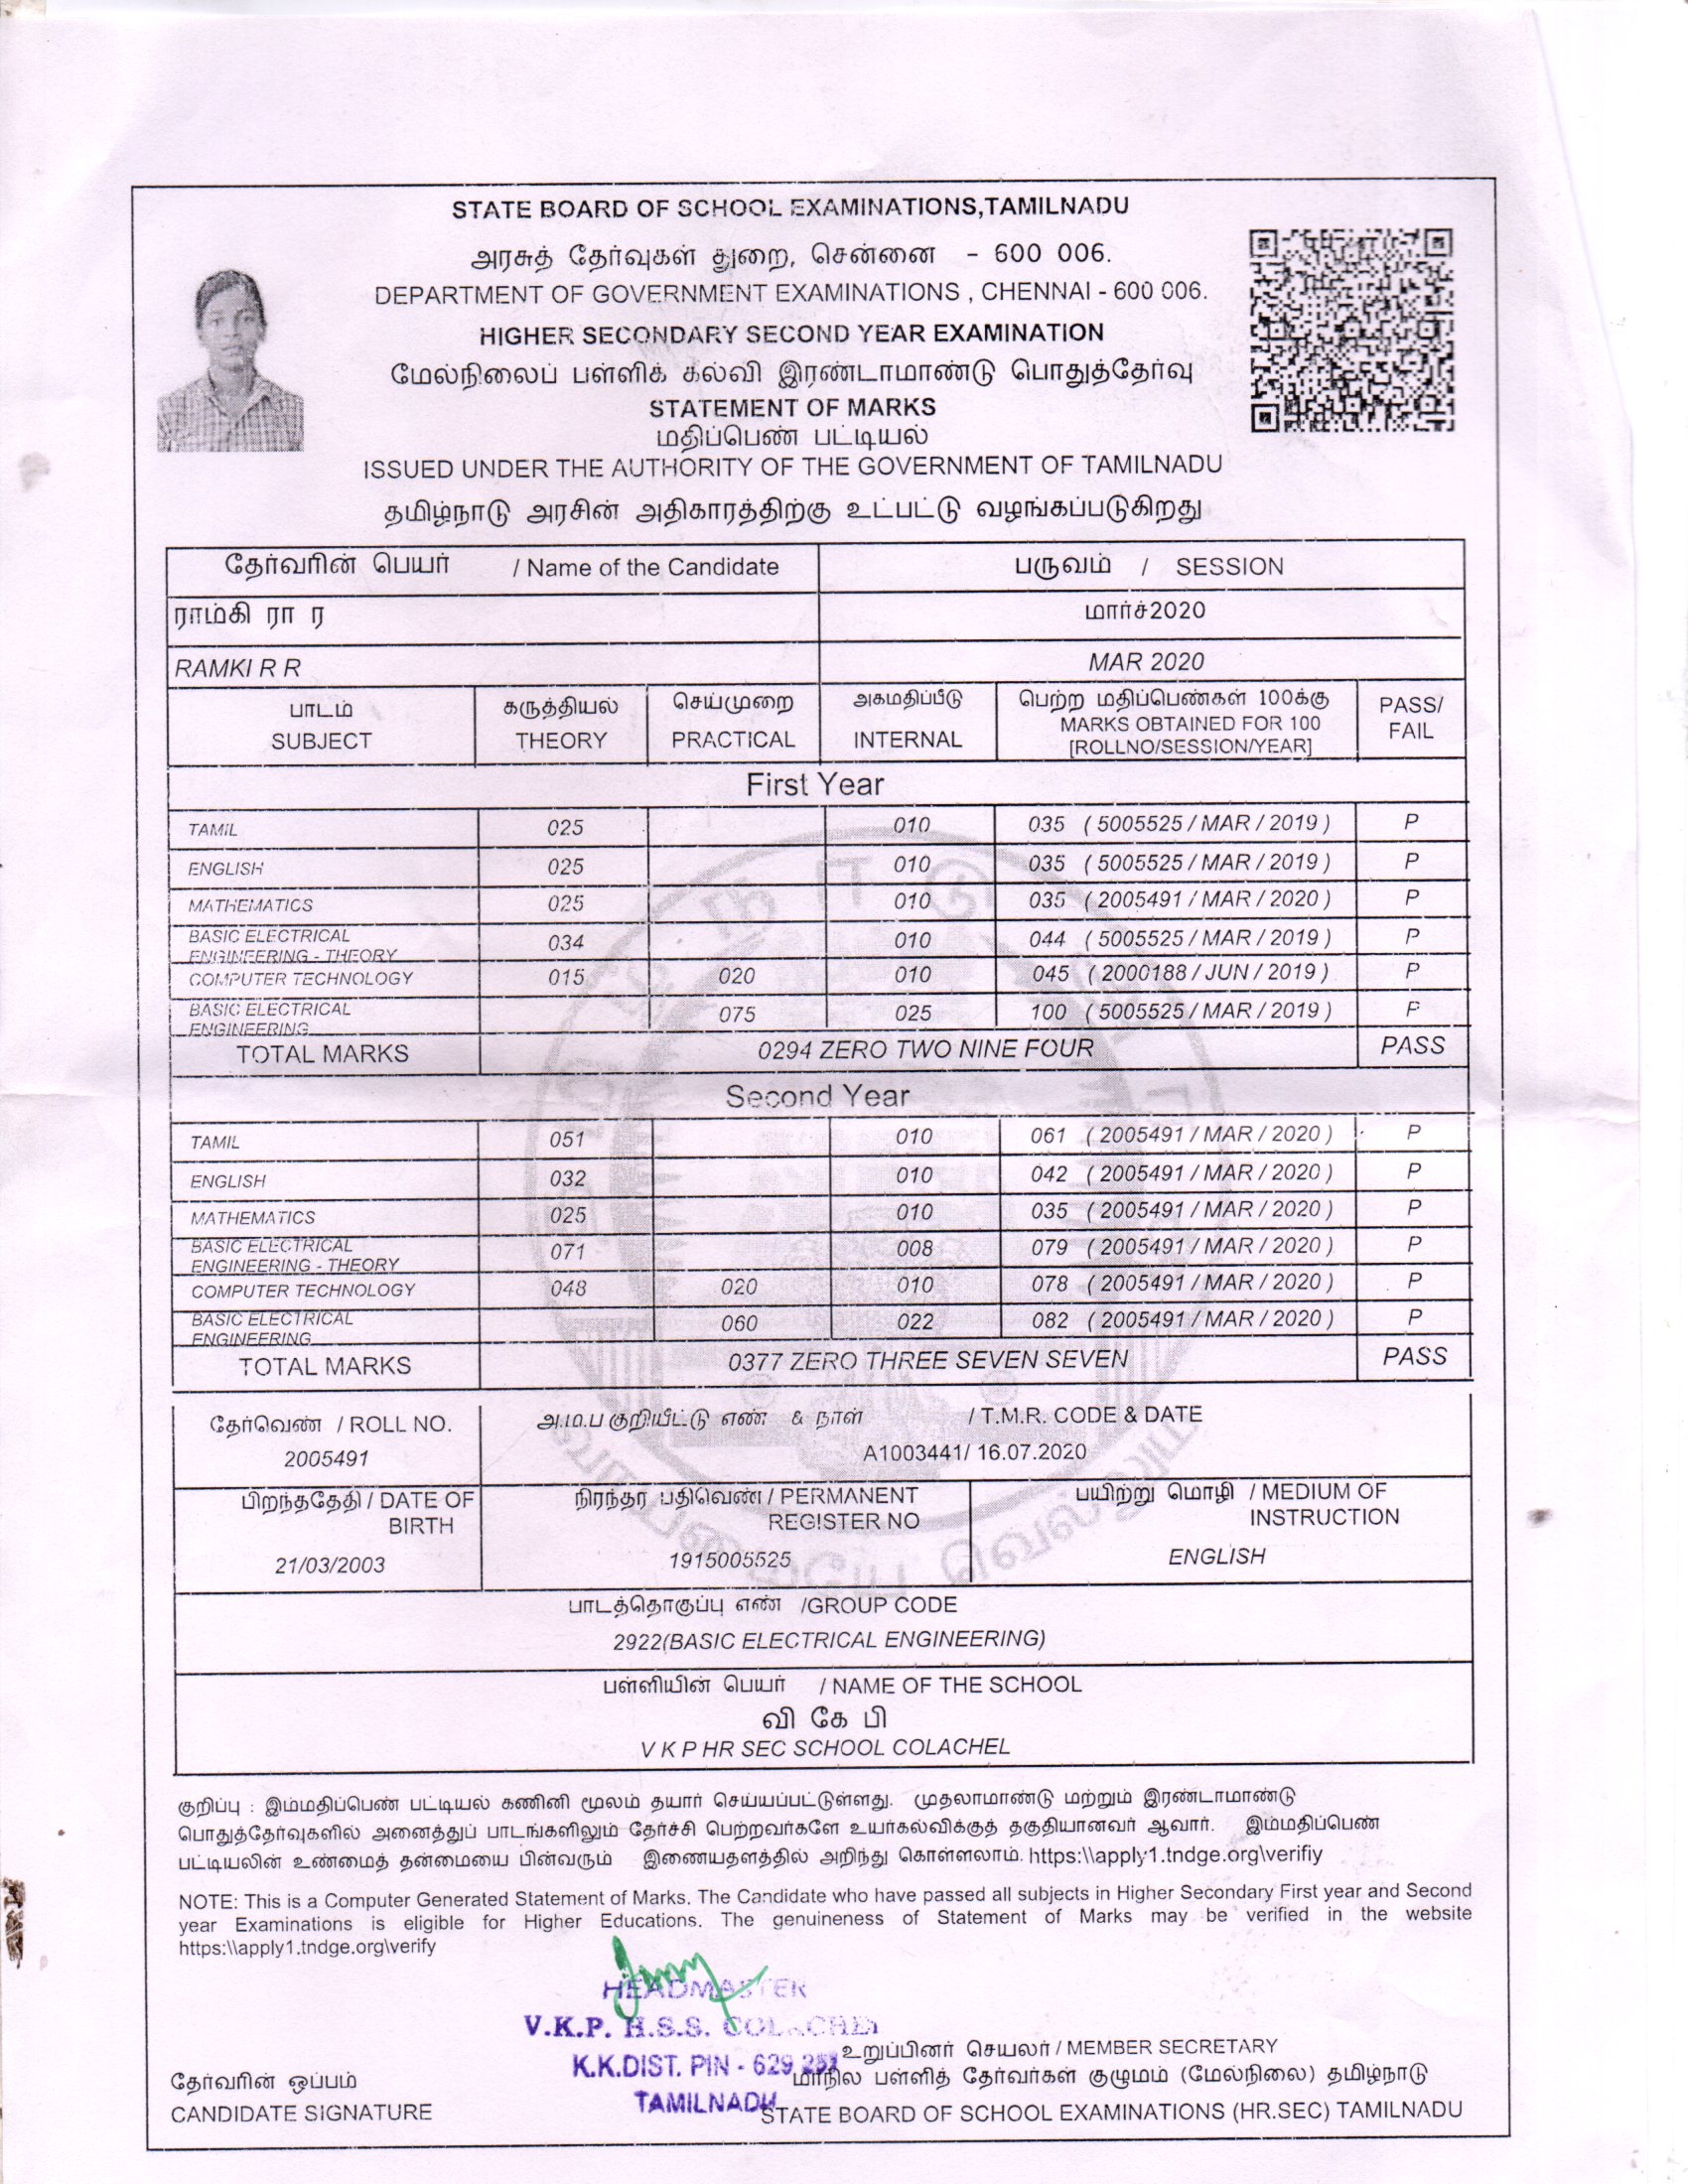 STATE BOARD OF SCHOOL EXAMINATIONS,TAMILNADU
அரசுத் தேர்வுகள் துறை, சென்னை - 600 006.
DEPARTMENT OF GOVERNMENT EXAMINATIONS , CHENNAI - 600 006.
HIGHER SECONDARY SECOND YEAR EXAMINATION
மேல்நிலைப் பள்ளிக் கல்வி இரண்டாமாண்டு பொதுத்தேர்வு
STATEMENT OF MARKS
மதிப்பெண் பட்டியல்
ISSUED UNDER THE AUTHORITY OF THE GOVERNMENT OF TAMILNADU
தமிழ்நாடு அரசின் அதிகாரத்திற்கு உட்பட்டு வழங்கப்படுகிறது
தேர்வரின் பெயர் / Name of the Candidate பருவம் / SESSION
ராம்கி ரா ர மார்ச்2020
RAMKI R R MAR 2020
பாடம் கருத்தியல் செய்முறை அகமதிப்பீடு பெற்ற மதிப்பெண்கள் 100க்கு PASS/
SUBJECT THEORY PRACTICAL INTERNAL MARKS OBTAINED FOR 100 FAIL
[ROLLNO/SESSION/YEAR]
First Year
TAMIL 025 010 035 ( 5005525 / MAR / 2019 ) P
ENGLISH 025 010 035 ( 5005525 / MAR / 2019 ) P
MATHEMATICS 025 010 035 ( 2005491 / MAR / 2020 ) P
BASIC ELECTRICAL
ENGINEERING - THEORY 034 010 044 ( 5005525 / MAR / 2019 ) P
COMPUTER TECHNOLOGY 015 020 010 045 ( 2000188 / JUN / 2019 ) P
BASIC ELECTRICAL
ENGINEERING 075 025 100 ( 5005525 / MAR / 2019 ) P
TOTAL MARKS 0294 ZERO TWO NINE FOUR PASS
Second Year
TAMIL 051 010 061 ( 2005491 / MAR / 2020 ) P
ENGLISH 032 010 042 ( 2005491 / MAR / 2020 ) P
MATHEMATICS 025 010 035 ( 2005491 / MAR / 2020 ) P
BASIC ELECTRICAL
ENGINEERING - THEORY 071 008 079 ( 2005491 / MAR / 2020 ) P
COMPUTER TECHNOLOGY 048 020 010 078 ( 2005491 / MAR / 2020 ) P
BASIC ELECTRICAL
ENGINEERING 060 022 082 ( 2005491 / MAR / 2020 ) P
TOTAL MARKS 0377 ZERO THREE SEVEN SEVEN PASS
தேர்வெண் / ROLL NO. அ.ம.ப குறியீட்டு எண் & நாள் / T.M.R. CODE & DATE
2005491 A1003441/ 16.07.2020
பிறந்ததேதி / DATE OF BIRTH நிரந்தர பதிவெண் / PERMANENT REGISTER NO பயிற்று மொழி / MEDIUM OF INSTRUCTION
21/03/2003 1915005525 ENGLISH
பாடத்தொகுப்பு எண் /GROUP CODE
2922(BASIC ELECTRICAL ENGINEERING)
பள்ளியின் பெயர் / NAME OF THE SCHOOL
வி கே பி
V K P HR SEC SCHOOL COLACHEL
குறிப்பு : இம்மதிப்பெண் பட்டியல் கணினி மூலம் தயார் செய்யப்பட்டுள்ளது. முதலாமாண்டு மற்றும் இரண்டாமாண்டு
பொதுத்தேர்வுகளில் அனைத்துப் பாடங்களிலும் தேர்ச்சி பெற்றவர்களே உயர்கல்விக்குத் தகுதியானவர் ஆவார். இம்மதிப்பெண்
பட்டியலின் உண்மைத் தன்மையை பின்வரும் இணையதளத்தில் அறிந்து கொள்ளலாம். https:\\apply1.tndge.org\verifiy
NOTE: This is a Computer Generated Statement of Marks. The Candidate who have passed all subjects in Higher Secondary First year and Second
year Examinations is eligible for Higher Educations. The genuineness of Statement of Marks may be verified in the website
https:\\apply1.tndge.org\verify
HEADMASTER
V.K.P. H.S.S. COLACHEL
K.K.DIST. PIN - 629 251
TAMILNADU
உறுப்பினர் செயலர் / MEMBER SECRETARY
தேர்வரின் ஒப்பம் மாநில பள்ளித் தேர்வர்கள் குழுமம் (மேல்நிலை) தமிழ்நாடு
CANDIDATE SIGNATURE STATE BOARD OF SCHOOL EXAMINATIONS (HR.SEC) TAMILNADU